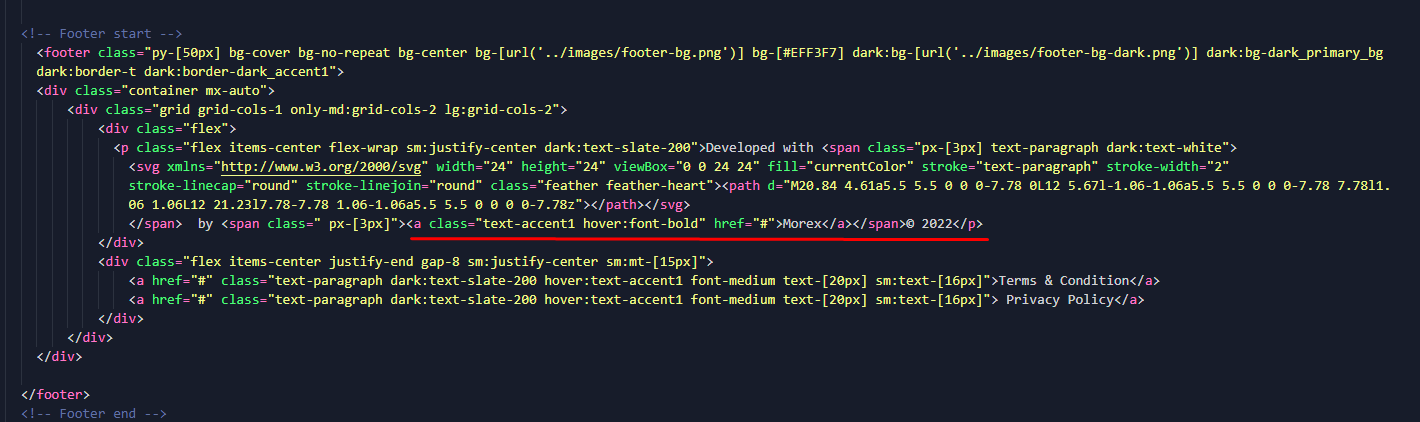 <!-- Footer start -->
<footer class="py-[50px] bg-cover bg-no-repeat bg-center bg-[url('../images/footer-bg.png')] bg-[#EFF3F7] dark:bg-[url('../images/footer-bg-dark.png')] dark:bg-dark_primary_bg
dark:border-t dark:border-dark_accent1">
<div class="container mx-auto">
<div class="grid grid-cols-1 only-md:grid-cols-2 lg:grid-cols-2">
<div class="flex">
<p class="flex items-center flex-wrap sm:justify-center dark:text-slate-200">Developed with <span class="px-[3px] text-paragraph dark:text-white">
<svg xmlns="http://www.w3.org/2000/svg" width="24" height="24" viewBox="0 0 24 24" fill="currentColor" stroke="text-paragraph" stroke-width="2"
stroke-linecap="round" stroke-linejoin="round" class="feather feather-heart"><path d="M20.84 4.61a5.5 5.5 0 0 0-7.78 0L12 5.67l-1.06-1.06a5.5 5.5 0 0 0-7.78 7.78l1.
06 1.06L12 21.23l7.78-7.78 1.06-1.06a5.5 5.5 0 0 0 0-7.78z"></path></svg>
</span>  by <span class=" px-[3px]"><a class="text-accent1 hover:font-bold" href="#">Morex</a></span>© 2022</p>
</div>
<div class="flex items-center justify-end gap-8 sm:justify-center sm:mt-[15px]">
<a href="#" class="text-paragraph dark:text-slate-200 hover:text-accent1 font-medium text-[20px] sm:text-[16px]">Terms & Condition</a>
<a href="#" class="text-paragraph dark:text-slate-200 hover:text-accent1 font-medium text-[20px] sm:text-[16px]"> Privacy Policy</a>
</div>
</div>
</div>
</footer>
<!-- Footer end -->